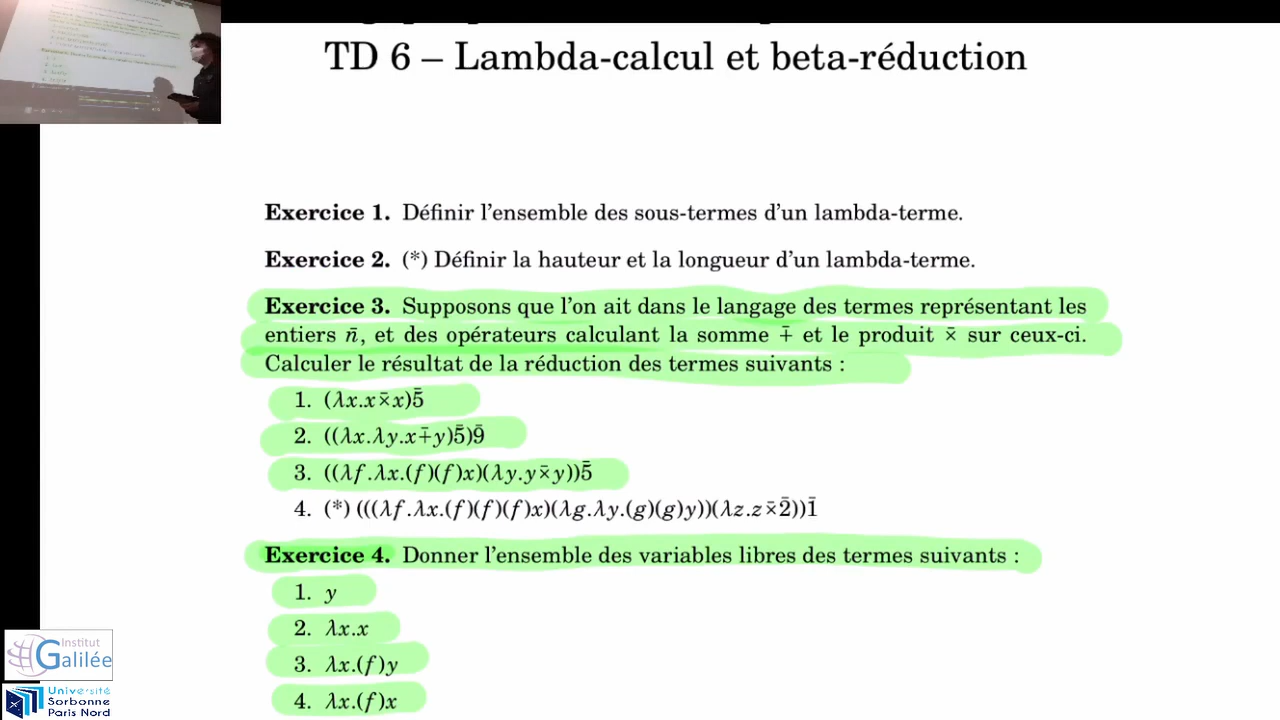 TD 6 – Lambda-calcul et beta-réduction
Exercice 1. Définir l'ensemble des sous-termes d'un lambda-terme.
Exercice 2. (*) Définir la hauteur et la longueur d'un lambda-terme.
Exercice 3. Supposons que l'on ait dans le langage des termes représentant les
entiers n̄, et des opérateurs calculant la somme +̄ et le produit ×̄ sur ceux-ci.
Calculer le résultat de la réduction des termes suivants :
1. (λx.x×̄x)5̄
2. ((λx.λy.x+̄y)5̄)9̄
3. ((λf.λx.(f)(f)x)(λy.y×̄y))5̄
4. (*) (((λf.λx.(f)(f)(f)x)(λg.λy.(g)(g)y))(λz.z×̄2̄))1̄
Exercice 4. Donner l'ensemble des variables libres des termes suivants :
1. y
2. λx.x
3. λx.(f)y
4. λx.(f)x
Institut
Galilée
Université
Sorbonne
Paris Nord